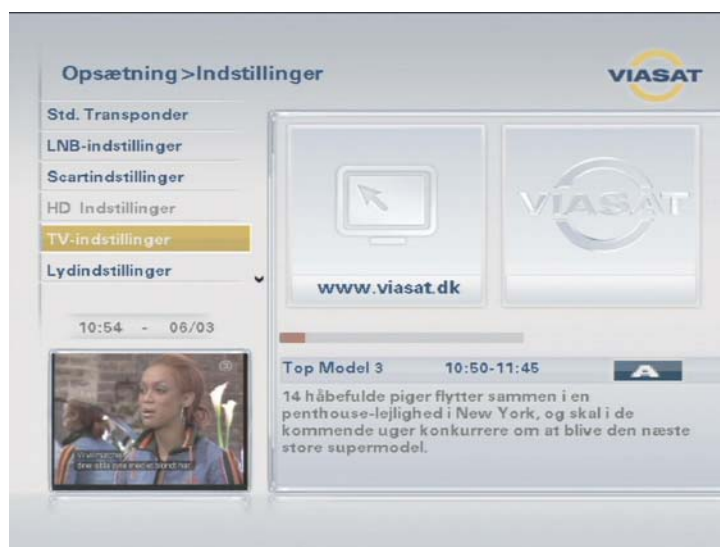 Opsætning>Indstillinger
VIASAT
Std. Transponder
LNB-indstillinger
Scartindstillinger
HD Indstillinger
TV-indstillinger
Lydindstillinger
10:54 - 06/03
www.viasat.dk
VIASAT
Top Model 3 10:50-11:45 A
14 håbefulde piger flytter sammen i en
penthouse-lejlighed i New York, og skal i de
kommende uger konkurrere om at blive den næste
store supermodel.